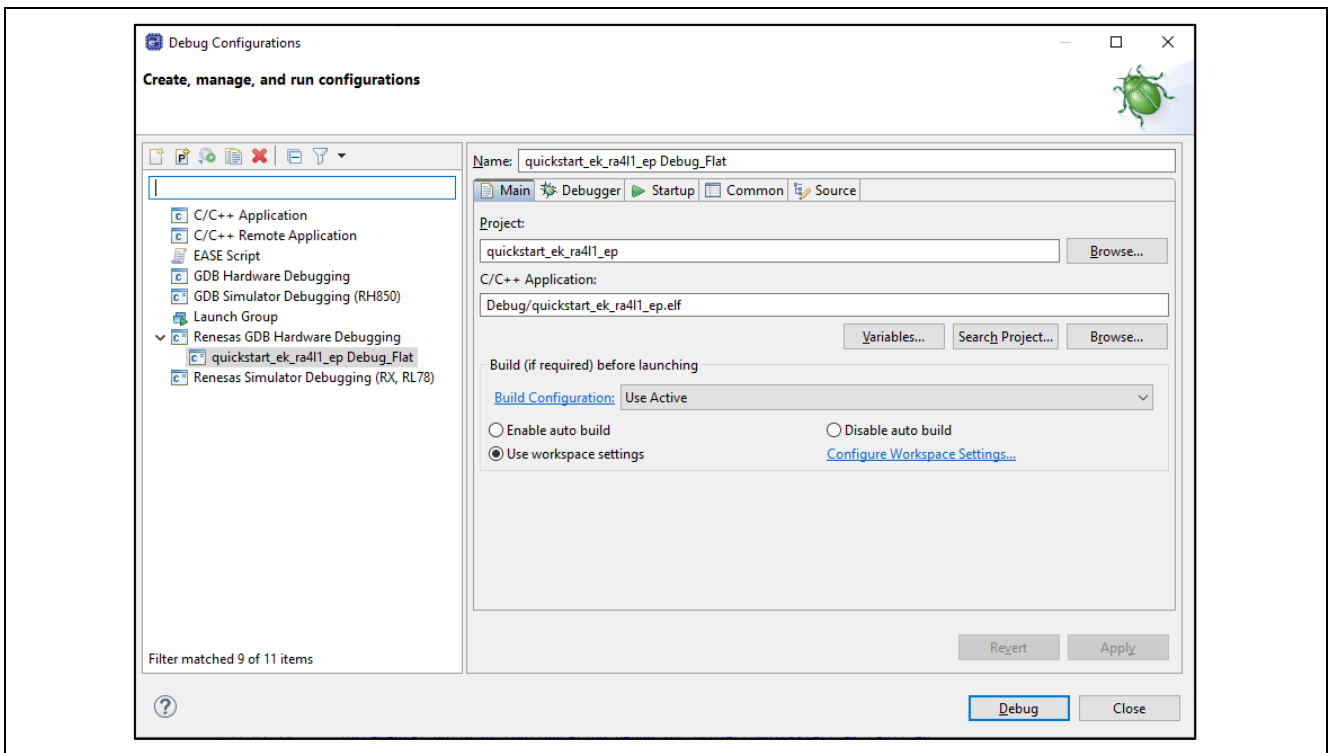 Debug Configurations
Create, manage, and run configurations
Name: quickstart_ek_ra4l1_ep Debug_Flat
Main Debugger Startup Common Source
C/C++ Application
C/C++ Remote Application
EASE Script
GDB Hardware Debugging
GDB Simulator Debugging (RH850)
Launch Group
Renesas GDB Hardware Debugging
quickstart_ek_ra4l1_ep Debug_Flat
Renesas Simulator Debugging (RX, RL78)
Filter matched 9 of 11 items
Project:
quickstart_ek_ra4l1_ep
Browse...
C/C++ Application:
Debug/quickstart_ek_ra4l1_ep.elf
Variables... Search Project... Browse...
Build (if required) before launching
Build Configuration: Use Active
Enable auto build
Disable auto build
Use workspace settings
Configure Workspace Settings...
Revert Apply
Debug Close